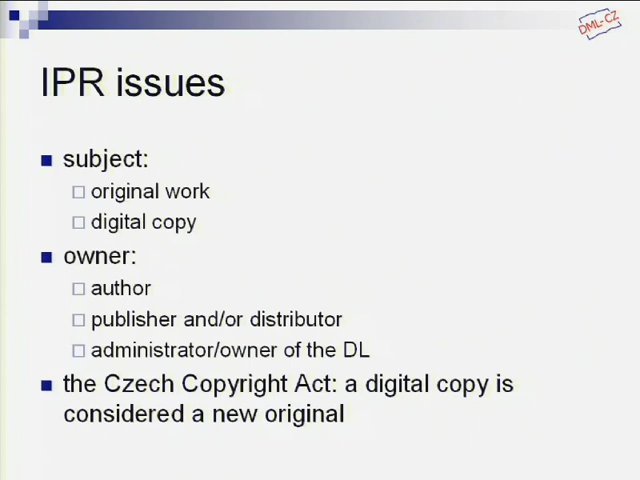 DML-CZ
IPR issues
subject:
original work
digital copy
owner:
author
publisher and/or distributor
administrator/owner of the DL
the Czech Copyright Act: a digital copy is
considered a new original